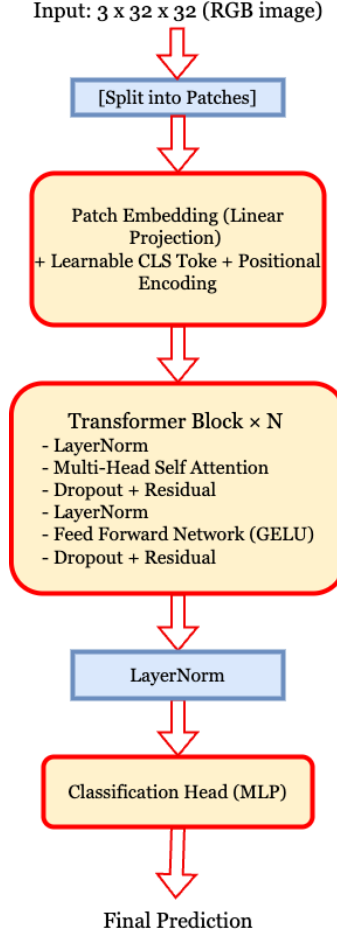 Input: 3 x 32 x 32 (RGB image)
[Split into Patches]
Patch Embedding (Linear
Projection)
+ Learnable CLS Toke + Positional
Encoding
Transformer Block × N
- LayerNorm
- Multi-Head Self Attention
- Dropout + Residual
- LayerNorm
- Feed Forward Network (GELU)
- Dropout + Residual
LayerNorm
Classification Head (MLP)
Final Prediction